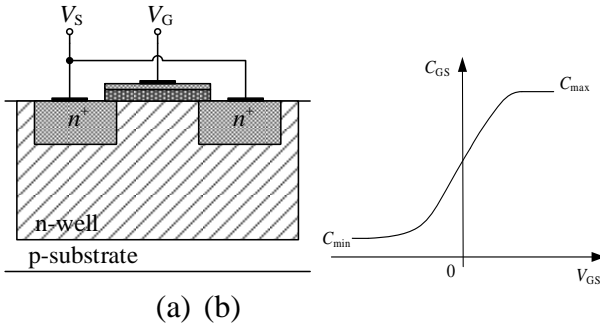 V_S V_G
n^+ n^+
n-well
p-substrate
C_GS
C_max
C_min
0
V_GS
(a) (b)